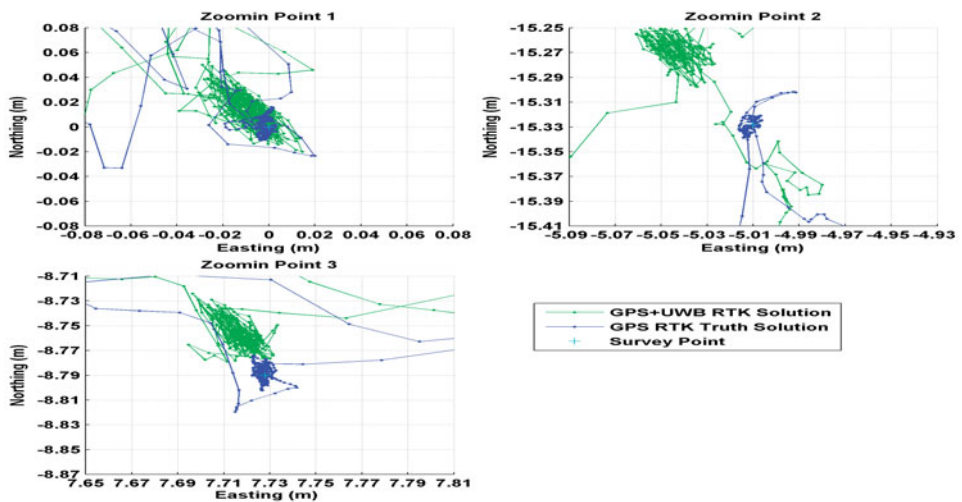 Zoomin Point 1
0.08
0.06
0.04
0.02
0
-0.02
-0.04
-0.06
-0.08
Northing (m)
-0.08 -0.06 -0.04 -0.02 0 0.02 0.04 0.06 0.08
Easting (m)
Zoomin Point 2
-15.25
-15.27
-15.29
-15.31
-15.33
-15.35
-15.37
-15.39
-15.41
Northing (m)
-5.09 -5.07 -5.05 -5.03 -5.01 -4.99 -4.97 -4.95 -4.93
Easting (m)
Zoomin Point 3
-8.71
-8.73
-8.75
-8.77
-8.79
-8.81
-8.83
-8.85
-8.87
Northing (m)
7.65 7.67 7.69 7.71 7.73 7.75 7.77 7.79 7.81
Easting (m)
GPS+UWB RTK Solution
GPS RTK Truth Solution
Survey Point